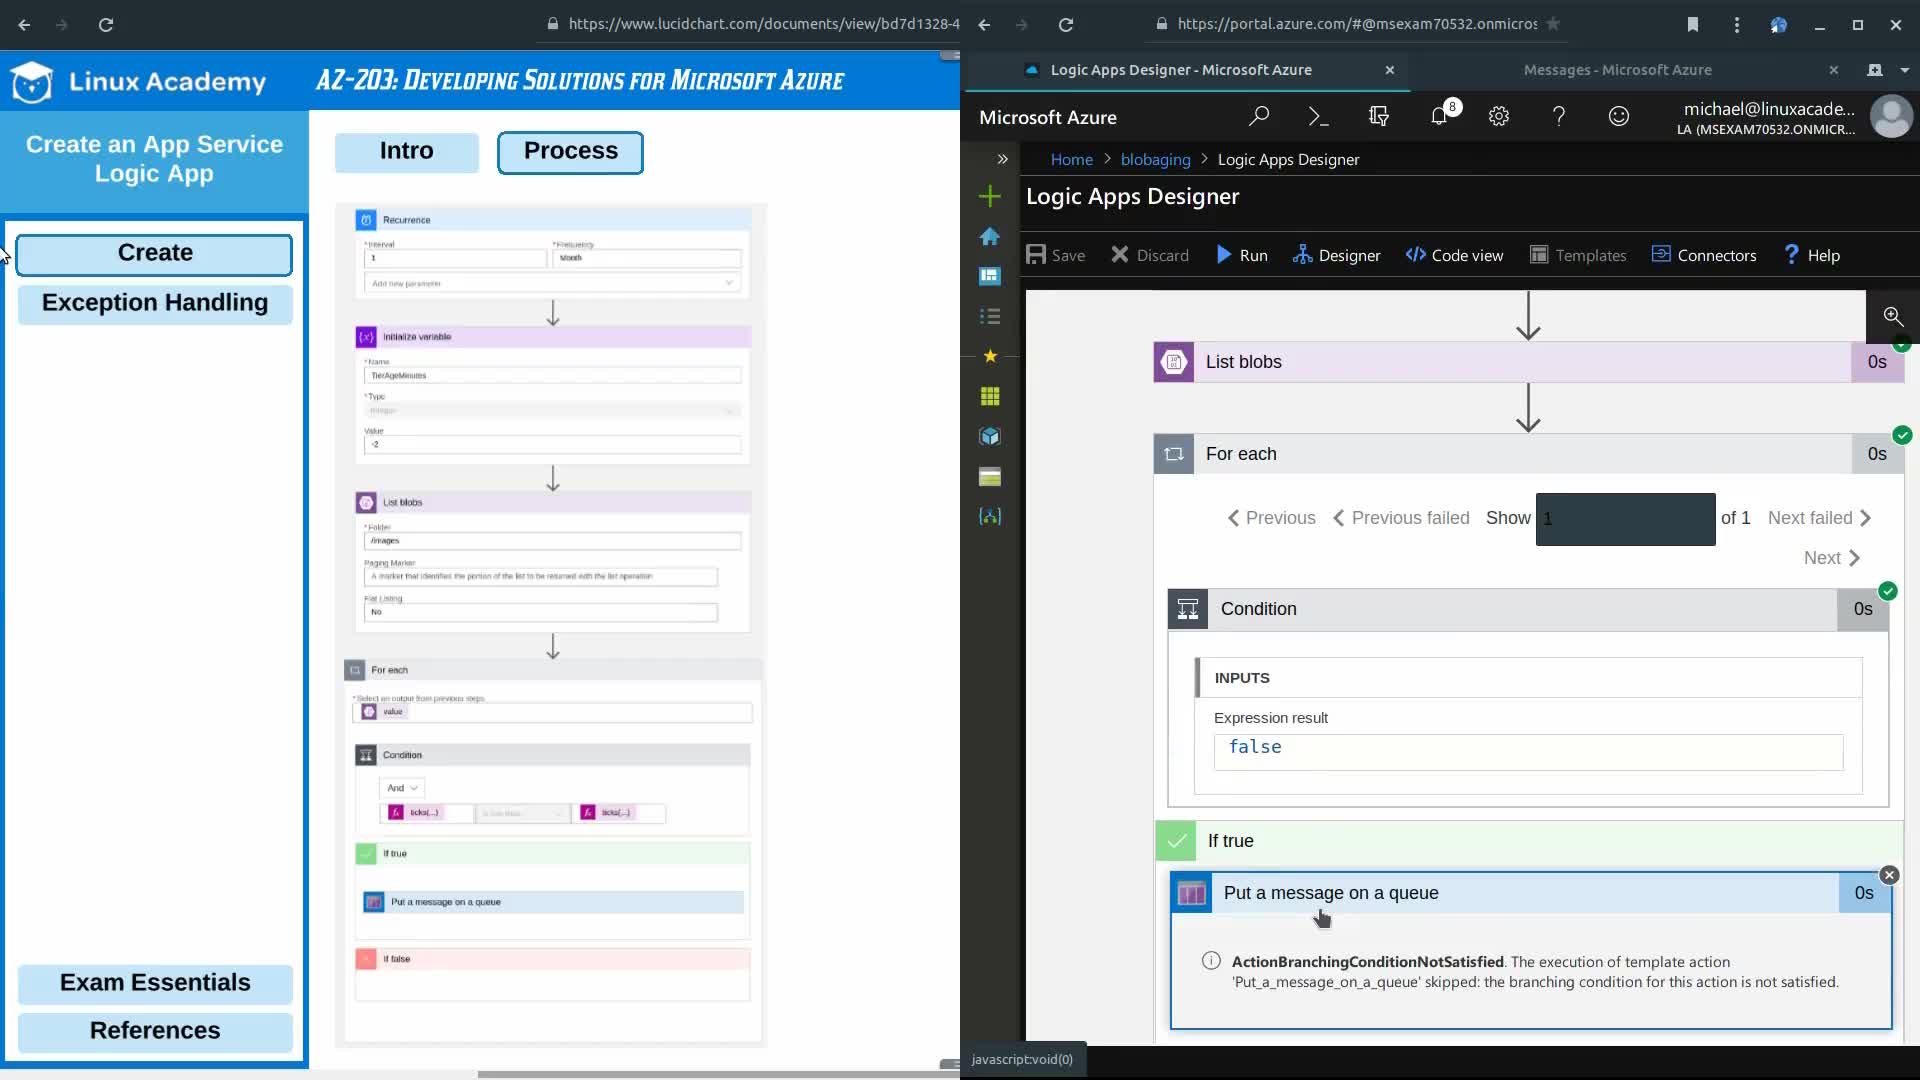 https://www.lucidchart.com/documents/view/bd7d1328-4
https://portal.azure.com/#@msexam70532.onmicros
Linux Academy
AZ-203: Developing Solutions for Microsoft Azure
Create an App Service
Logic App
Create
Exception Handling
Exam Essentials
References
Intro
Process
Recurrence
* Interval
* Frequency
1
Month
Add new parameter
{x}
Initialize variable
* Name
TierAgeMinutes
* Type
Integer
Value
-2
List blobs
* Folder
/images
Paging Marker
A marker that identifies the portion of the list to be returned with the list operation
Flat Listing
No
For each
* Select an output from previous steps
value
Condition
And
ticks(...)
is less than
ticks(...)
If true
Put a message on a queue
If false
Logic Apps Designer - Microsoft Azure
Messages - Microsoft Azure
Microsoft Azure
8
michael@linuxacade...
LA (MSEXAM70532.ONMICR...
Home > blobaging > Logic Apps Designer
Logic Apps Designer
Save
Discard
Run
Designer
Code view
Templates
Connectors
Help
List blobs
0s
For each
0s
Previous
Previous failed
Show
1
of 1
Next failed
Next
Condition
0s
INPUTS
Expression result
false
If true
Put a message on a queue
0s
ActionBranchingConditionNotSatisfied. The execution of template action
'Put_a_message_on_a_queue' skipped: the branching condition for this action is not satisfied.
javascript:void(0)